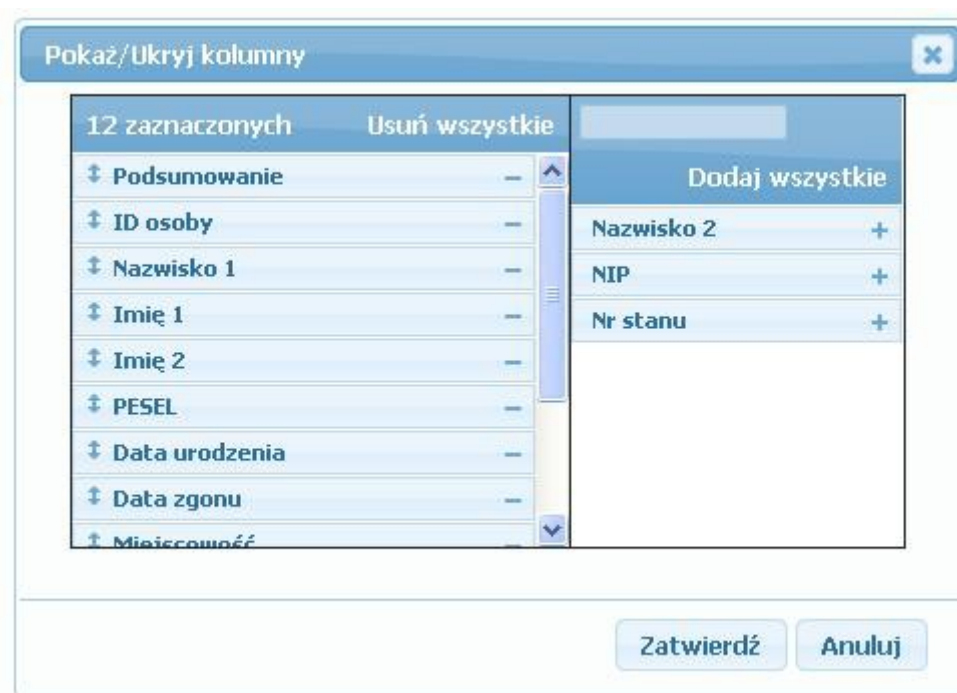 Pokaż/Ukryj kolumny
12 zaznaczonych Usuń wszystkie
Podsumowanie
ID osoby
Nazwisko 1
Imię 1
Imię 2
PESEL
Data urodzenia
Data zgonu
Miejscowość
Dodaj wszystkie
Nazwisko 2
NIP
Nr stanu
Zatwierdź Anuluj